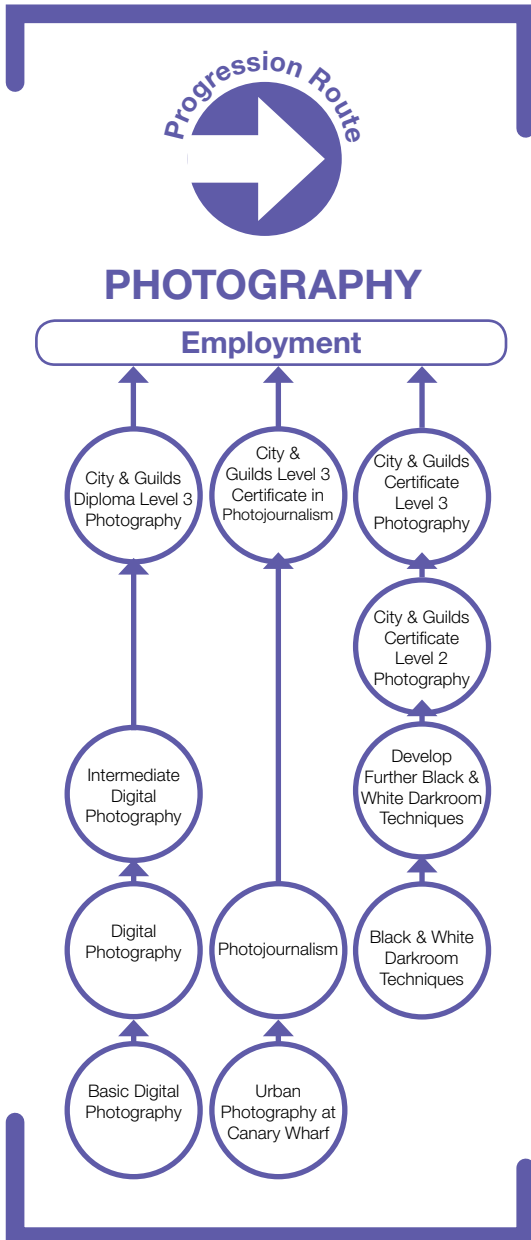 Progression Route
PHOTOGRAPHY
Employment
City &
Guilds
Diploma Level 3
Photography
City &
Guilds Level 3
Certificate in
Photojournalism
City & Guilds
Certificate
Level 3
Photography
City & Guilds
Certificate
Level 2
Photography
Intermediate
Digital
Photography
Develop
Further Black &
White Darkroom
Techniques
Digital
Photography
Photojournalism
Black & White
Darkroom
Techniques
Basic Digital
Photography
Urban
Photography at
Canary Wharf